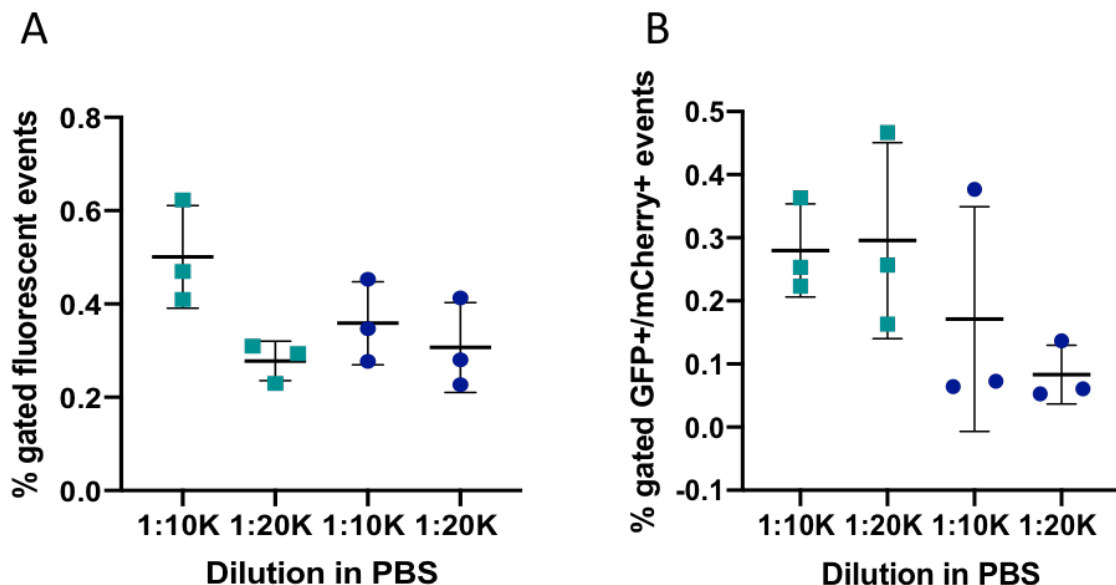 A
% gated fluorescent events
0.8
0.6
0.4
0.2
0.0
1:10K 1:20K 1:10K 1:20K
Dilution in PBS
B
% gated GFP+/mCherry+ events
0.5
0.4
0.3
0.2
0.1
0.0
-0.1
1:10K 1:20K 1:10K 1:20K
Dilution in PBS